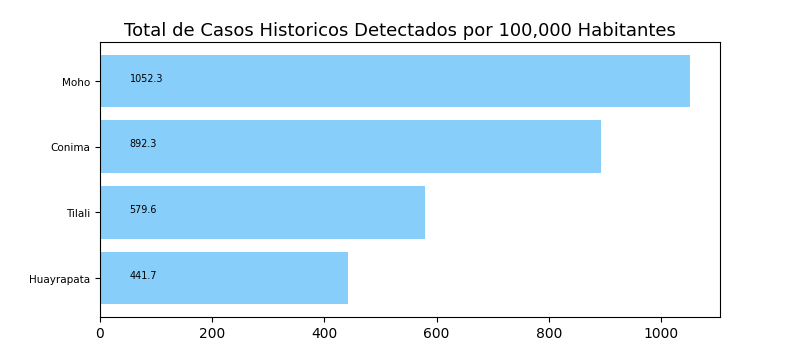 Total de Casos Historicos Detectados por 100,000 Habitantes
Moho 1052.3
Conima 892.3
Tilali 579.6
Huayrapata 441.7
0 200 400 600 800 1000